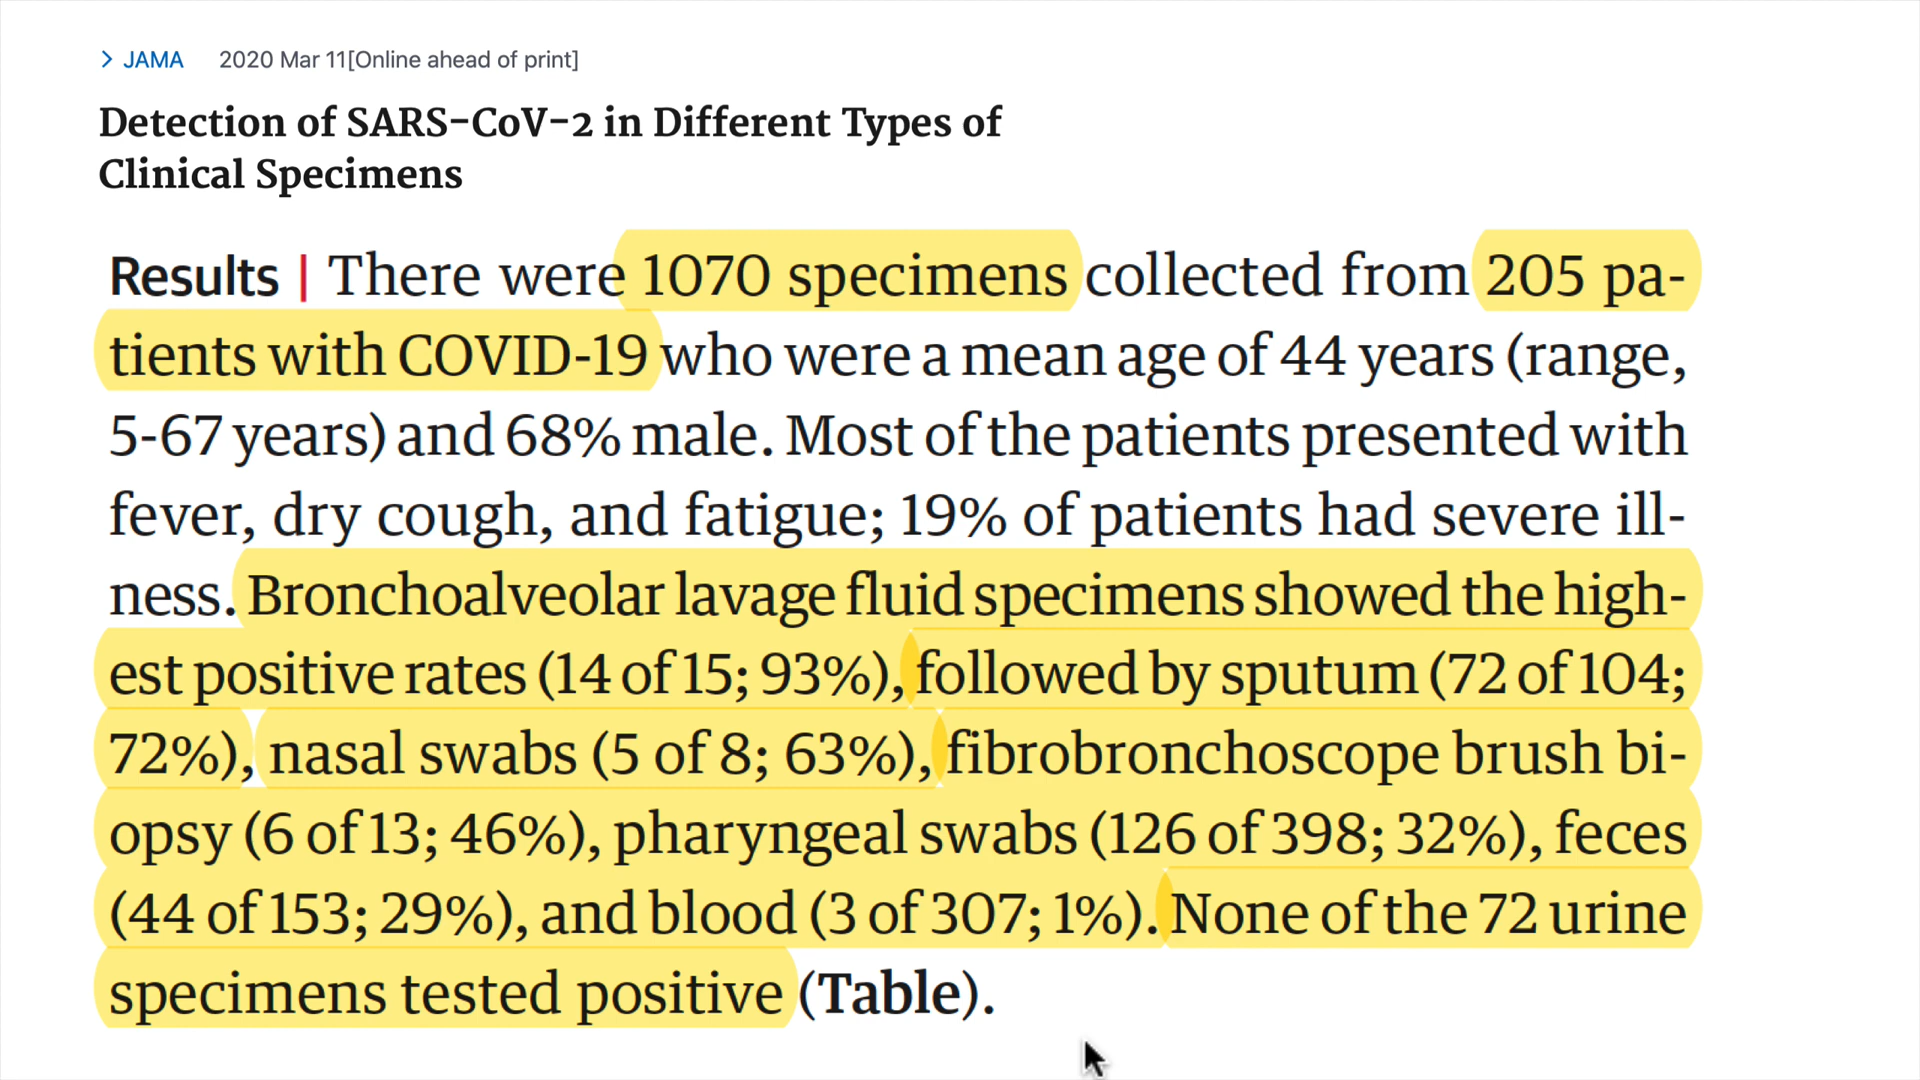 > JAMA 2020 Mar 11[Online ahead of print]
Detection of SARS-CoV-2 in Different Types of
Clinical Specimens
Results | There were 1070 specimens collected from 205 pa-
tients with COVID-19 who were a mean age of 44 years (range,
5-67 years) and 68% male. Most of the patients presented with
fever, dry cough, and fatigue; 19% of patients had severe ill-
ness. Bronchoalveolar lavage fluid specimens showed the high-
est positive rates (14 of 15; 93%), followed by sputum (72 of 104;
72%), nasal swabs (5 of 8; 63%), fibrobronchoscope brush bi-
opsy (6 of 13; 46%), pharyngeal swabs (126 of 398; 32%), feces
(44 of 153; 29%), and blood (3 of 307; 1%). None of the 72 urine
specimens tested positive (Table).